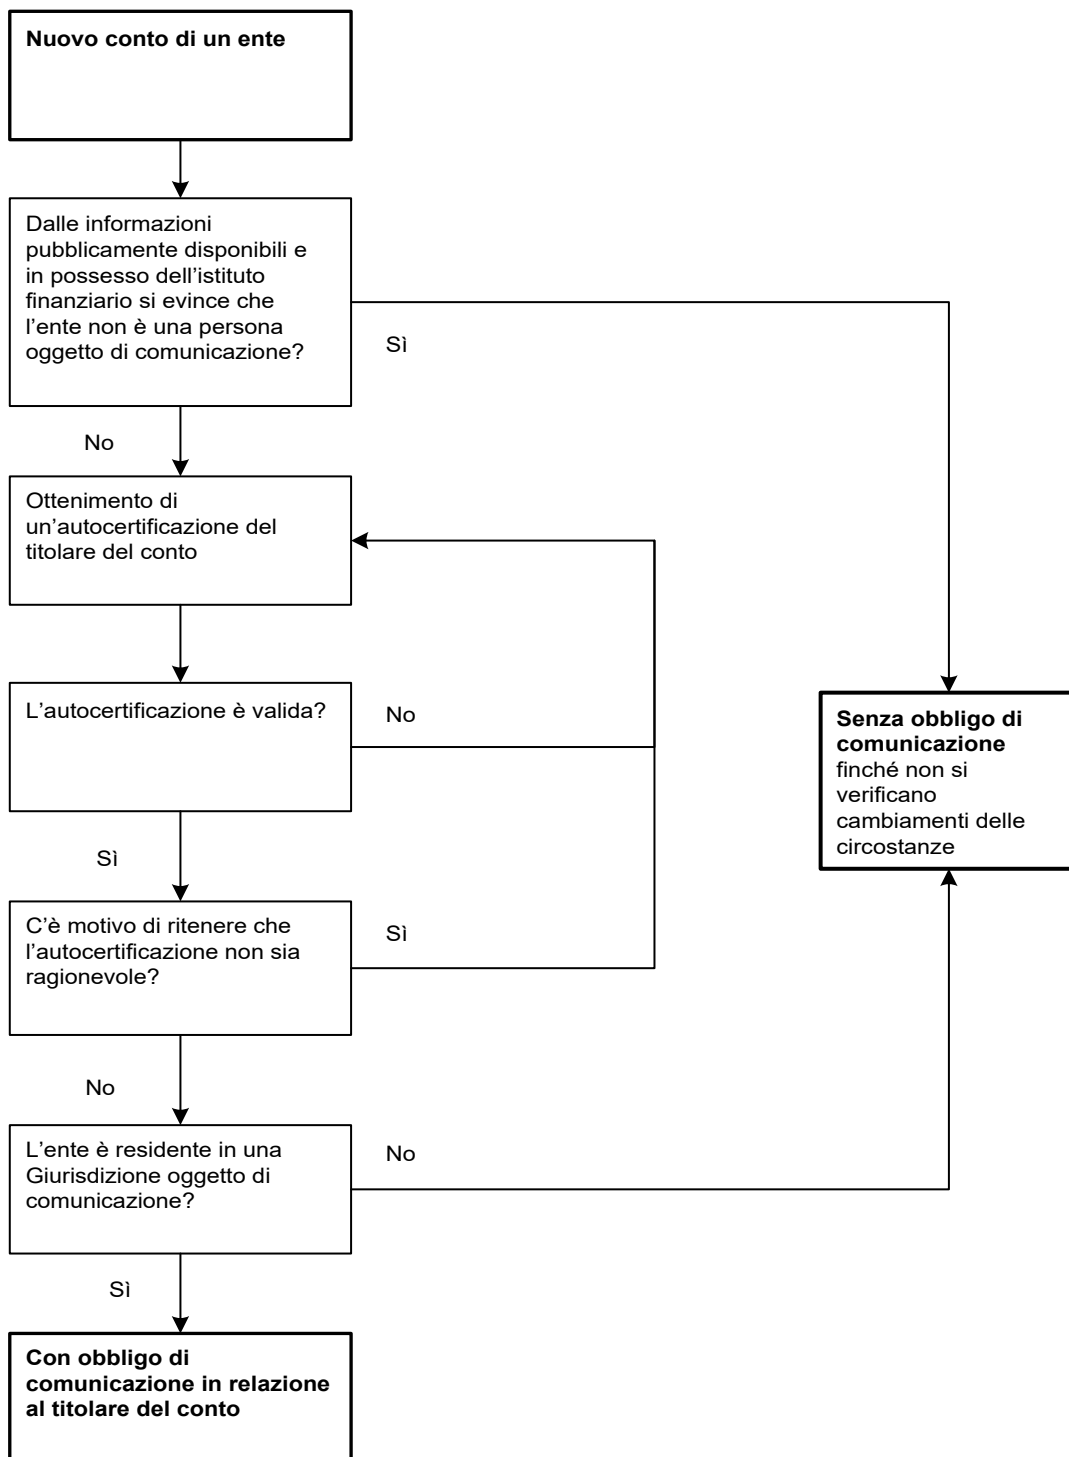 Nuovo conto di un ente
Dalle informazioni
pubblicamente disponibili e
in possesso dell’istituto
finanziario si evince che
l’ente non è una persona
oggetto di comunicazione?
Sì
No
Ottenimento di
un’autocertificazione del
titolare del conto
L’autocertificazione è valida?
No
Senza obbligo di
comunicazione
finché non si
verificano
cambiamenti delle
circostanze
Sì
C’è motivo di ritenere che
l’autocertificazione non sia
ragionevole?
Sì
No
L’ente è residente in una
Giurisdizione oggetto di
comunicazione?
No
Sì
Con obbligo di
comunicazione in relazione
al titolare del conto